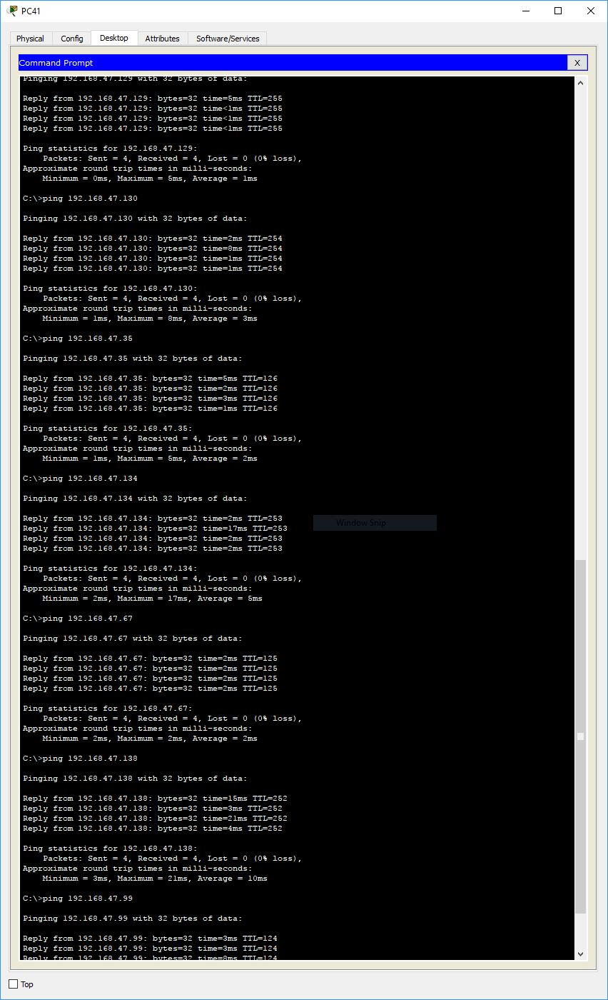 PC41
Physical Config Desktop Attributes Software/Services
Command Prompt X
Pinging 192.168.47.129 with 32 bytes of data:
Reply from 192.168.47.129: bytes=32 time=5ms TTL=255
Reply from 192.168.47.129: bytes=32 time<1ms TTL=255
Reply from 192.168.47.129: bytes=32 time<1ms TTL=255
Reply from 192.168.47.129: bytes=32 time<1ms TTL=255
Ping statistics for 192.168.47.129:
Packets: Sent = 4, Received = 4, Lost = 0 (0% loss),
Approximate round trip times in milli-seconds:
Minimum = 0ms, Maximum = 5ms, Average = 1ms
C:\>ping 192.168.47.130
Pinging 192.168.47.130 with 32 bytes of data:
Reply from 192.168.47.130: bytes=32 time=2ms TTL=254
Reply from 192.168.47.130: bytes=32 time=8ms TTL=254
Reply from 192.168.47.130: bytes=32 time=1ms TTL=254
Reply from 192.168.47.130: bytes=32 time=1ms TTL=254
Ping statistics for 192.168.47.130:
Packets: Sent = 4, Received = 4, Lost = 0 (0% loss),
Approximate round trip times in milli-seconds:
Minimum = 1ms, Maximum = 8ms, Average = 3ms
C:\>ping 192.168.47.35
Pinging 192.168.47.35 with 32 bytes of data:
Reply from 192.168.47.35: bytes=32 time=5ms TTL=126
Reply from 192.168.47.35: bytes=32 time=2ms TTL=126
Reply from 192.168.47.35: bytes=32 time=3ms TTL=126
Reply from 192.168.47.35: bytes=32 time=1ms TTL=126
Ping statistics for 192.168.47.35:
Packets: Sent = 4, Received = 4, Lost = 0 (0% loss),
Approximate round trip times in milli-seconds:
Minimum = 1ms, Maximum = 5ms, Average = 2ms
C:\>ping 192.168.47.134
Pinging 192.168.47.134 with 32 bytes of data:
Reply from 192.168.47.134: bytes=32 time=2ms TTL=253
Reply from 192.168.47.134: bytes=32 time=17ms TTL=253
Window Snip
Reply from 192.168.47.134: bytes=32 time=2ms TTL=253
Reply from 192.168.47.134: bytes=32 time=2ms TTL=253
Ping statistics for 192.168.47.134:
Packets: Sent = 4, Received = 4, Lost = 0 (0% loss),
Approximate round trip times in milli-seconds:
Minimum = 2ms, Maximum = 17ms, Average = 5ms
C:\>ping 192.168.47.67
Pinging 192.168.47.67 with 32 bytes of data:
Reply from 192.168.47.67: bytes=32 time=2ms TTL=125
Reply from 192.168.47.67: bytes=32 time=2ms TTL=125
Reply from 192.168.47.67: bytes=32 time=2ms TTL=125
Reply from 192.168.47.67: bytes=32 time=2ms TTL=125
Ping statistics for 192.168.47.67:
Packets: Sent = 4, Received = 4, Lost = 0 (0% loss),
Approximate round trip times in milli-seconds:
Minimum = 2ms, Maximum = 2ms, Average = 2ms
C:\>ping 192.168.47.138
Pinging 192.168.47.138 with 32 bytes of data:
Reply from 192.168.47.138: bytes=32 time=15ms TTL=252
Reply from 192.168.47.138: bytes=32 time=3ms TTL=252
Reply from 192.168.47.138: bytes=32 time=21ms TTL=252
Reply from 192.168.47.138: bytes=32 time=4ms TTL=252
Ping statistics for 192.168.47.138:
Packets: Sent = 4, Received = 4, Lost = 0 (0% loss),
Approximate round trip times in milli-seconds:
Minimum = 3ms, Maximum = 21ms, Average = 10ms
C:\>ping 192.168.47.99
Pinging 192.168.47.99 with 32 bytes of data:
Reply from 192.168.47.99: bytes=32 time=3ms TTL=124
Reply from 192.168.47.99: bytes=32 time=3ms TTL=124
Reply from 192.168.47.99: bytes=32 time=8ms TTL=124
Top